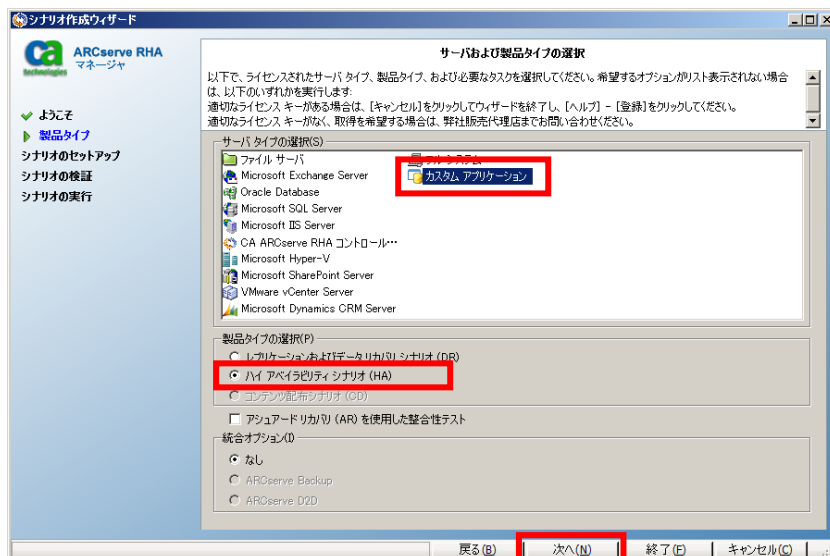 シナリオ作成ウィザード
ca technologies
ARCserve RHA
マネージャ
ようこそ
製品タイプ
シナリオのセットアップ
シナリオの検証
シナリオの実行
サーバおよび製品タイプの選択
以下で、ライセンスされたサーバ タイプ、製品タイプ、および必要なタスクを選択してください。希望するオプションがリスト表示されない場合
は、以下のいずれかを実行します:
適切なライセンス キーがある場合は、[キャンセル]をクリックしてウィザードを終了し、[ヘルプ] - [登録]をクリックしてください。
適切なライセンス キーがなく、取得を希望する場合は、弊社販売代理店までお問い合わせください。
サーバ タイプの選択(S)
ファイル サーバ
Microsoft Exchange Server
Oracle Database
Microsoft SQL Server
Microsoft IIS Server
CA ARCserve RHA コントロール…
Microsoft Hyper-V
Microsoft SharePoint Server
VMware vCenter Server
Microsoft Dynamics CRM Server
フル システム
カスタム アプリケーション
製品タイプの選択(P)
レプリケーションおよびデータ リカバリ シナリオ (DR)
ハイ アベイラビリティ シナリオ (HA)
コンテンツ配布シナリオ (CD)
アシュアード リカバリ (AR) を使用した整合性テスト
統合オプション(I)
なし
ARCserve Backup
ARCserve D2D
戻る(B)
次へ(N)
終了(F)
キャンセル(C)